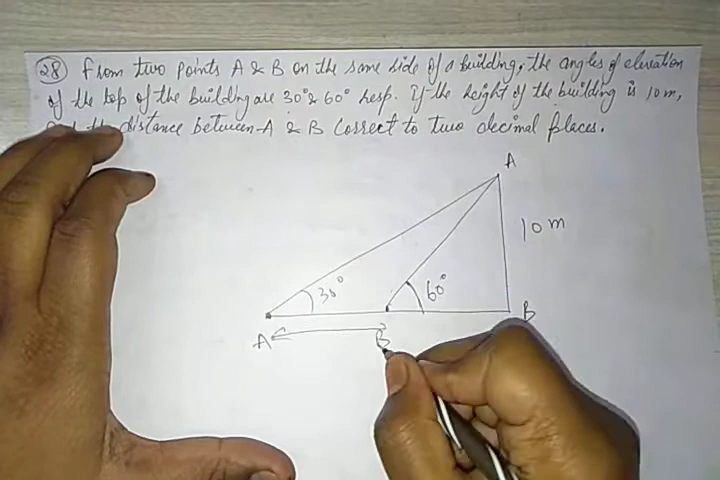 28 From two points A & B on the same side of a building, the angles of elevation
of the top of the building are 30° & 60° resp. If the height of the building is 10m,
distance between A & B Correct to two decimal places.
A
10 m
30°
60°
A
B
B